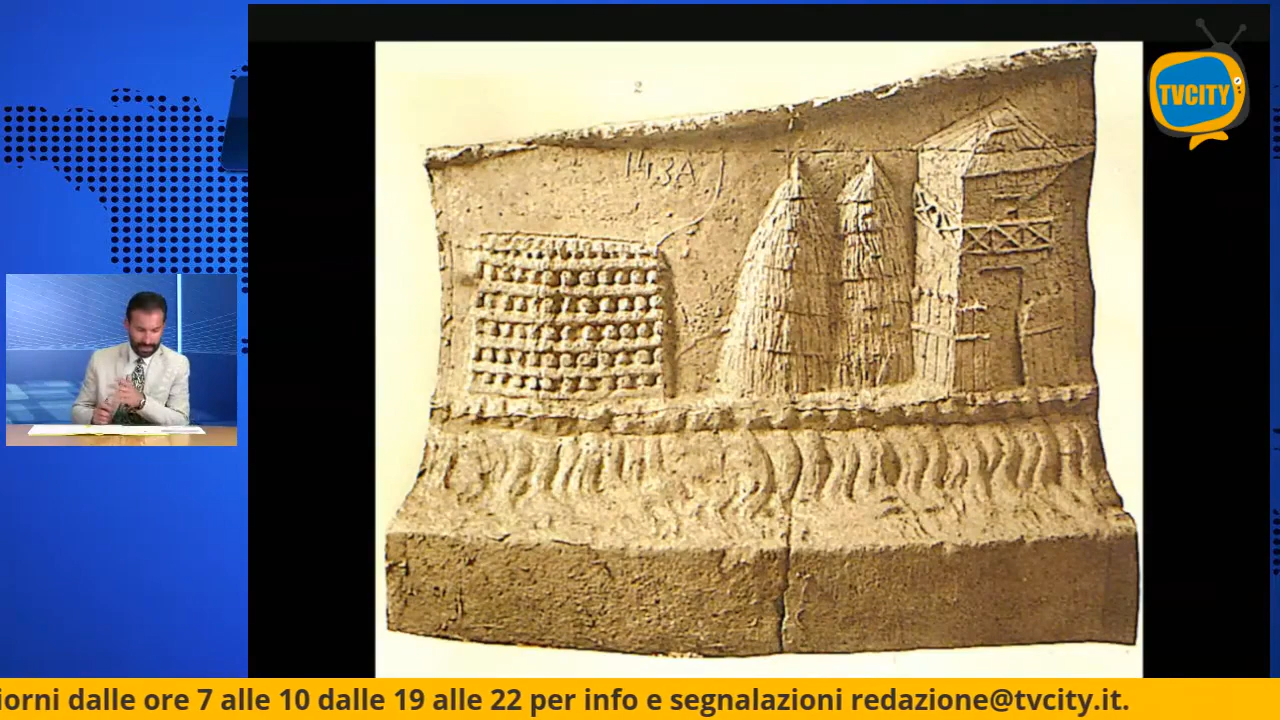 2
TVCITY
143A
iorni dalle ore 7 alle 10 dalle 19 alle 22 per info e segnalazioni redazione@tvcity.it.